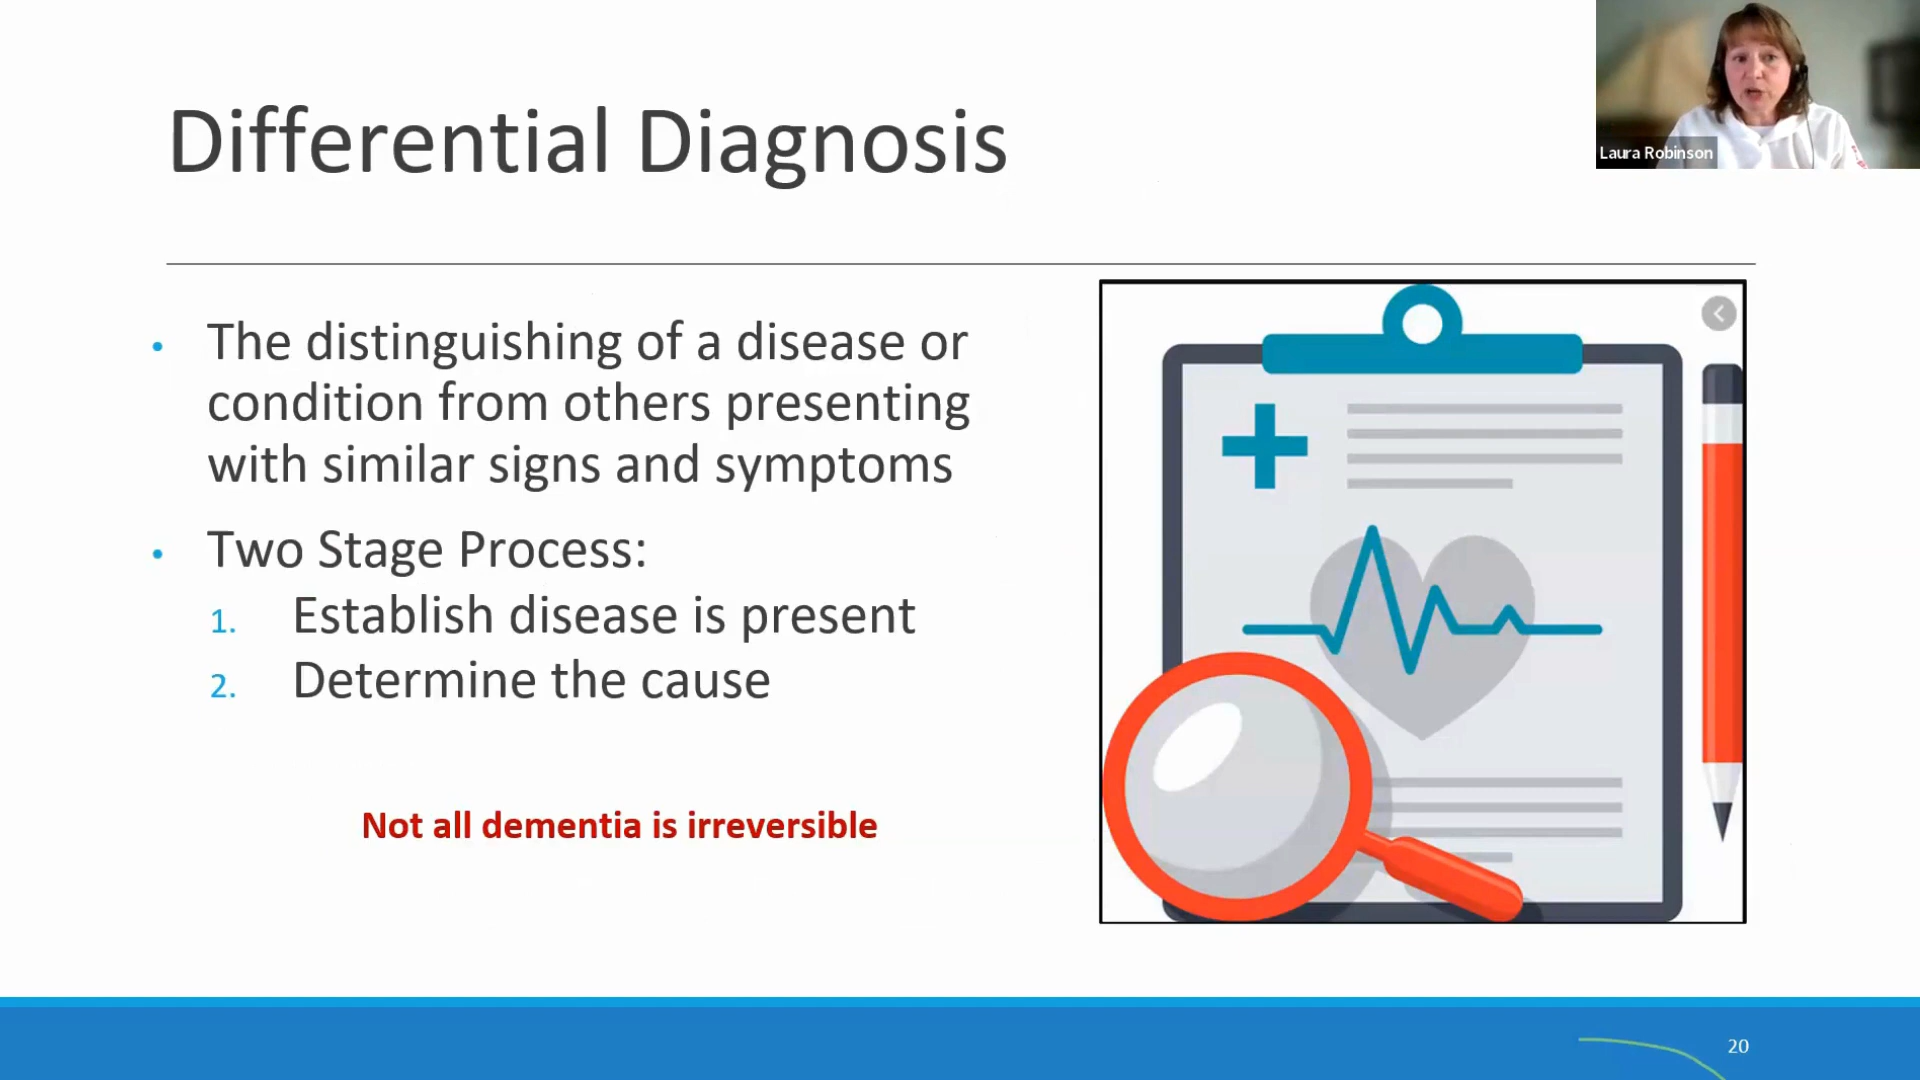 Differential Diagnosis
Laura Robinson
• The distinguishing of a disease or
condition from others presenting
with similar signs and symptoms
• Two Stage Process:
1. Establish disease is present
2. Determine the cause
Not all dementia is irreversible
20